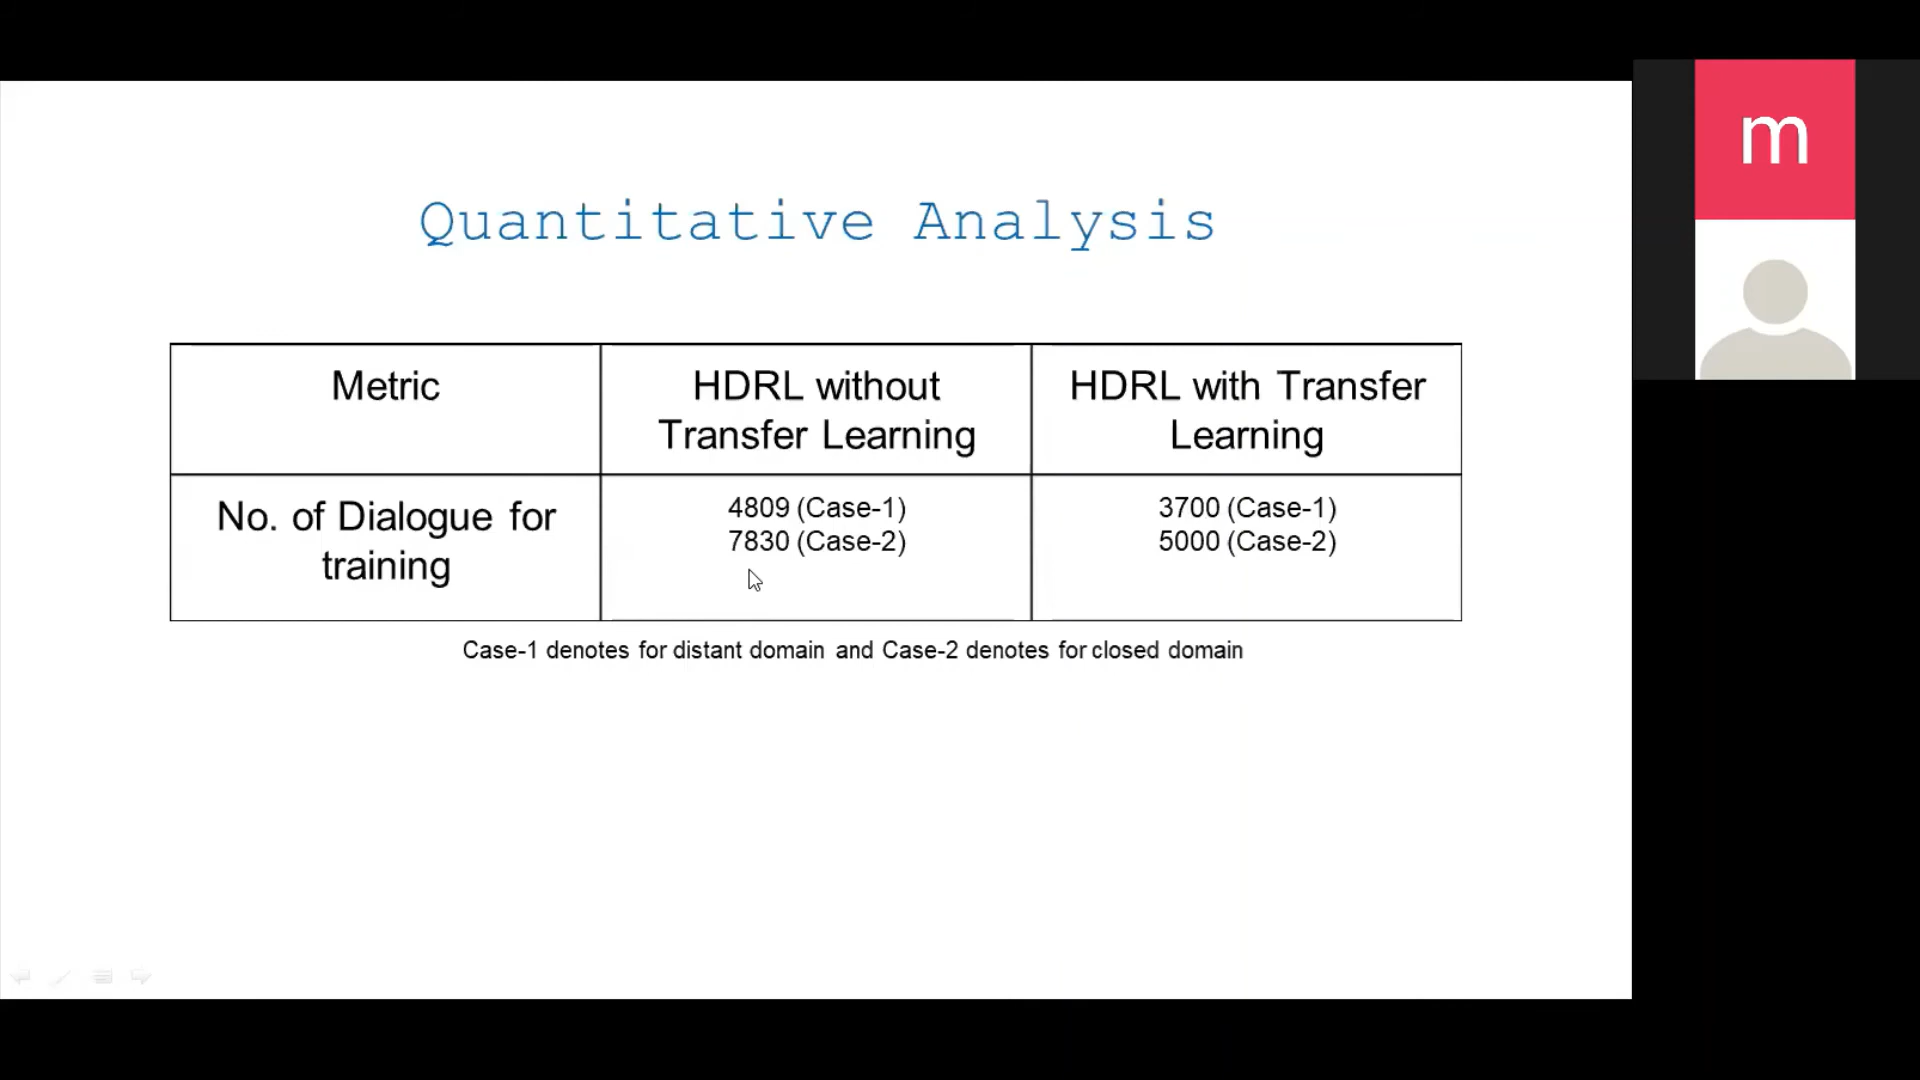 Quantitative Analysis
m
Metric
HDRL without
Transfer Learning
HDRL with Transfer
Learning
No. of Dialogue for
training
4809 (Case-1)
7830 (Case-2)
3700 (Case-1)
5000 (Case-2)
Case-1 denotes for distant domain and Case-2 denotes for closed domain